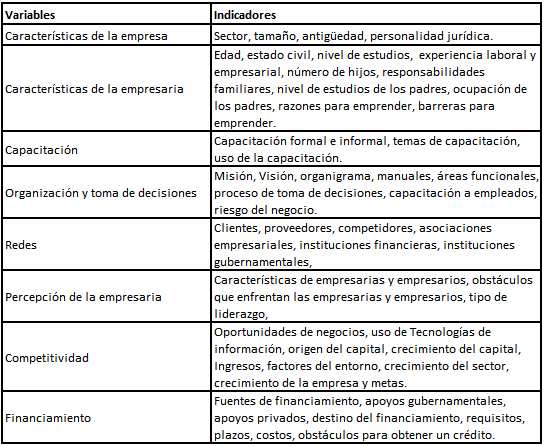 Variables
Indicadores
Características de la empresa
Sector, tamaño, antigüedad, personalidad jurídica.
Características de la empresaria
Edad, estado civil, nivel de estudios,  experiencia laboral y
empresarial, número de hijos, responsabilidades
familiares, nivel de estudios de los padres, ocupación de
los padres, razones para emprender, barreras para
emprender.
Capacitación
Capacitación formal e informal, temas de capacitación,
uso de la capacitación.
Organización y toma de decisiones
Misión, Visión, organigrama, manuales, áreas funcionales,
proceso de toma de decisiones, capacitación a empleados,
riesgo del negocio.
Redes
Clientes, proveedores, competidores, asociaciones
empresariales, instituciones financieras, instituciones
gubernamentales,
Percepción de la empresaria
Características de empresarias y empresarios, obstáculos
que enfrentan las empresarias y empresarios, tipo de
liderazgo,
Competitividad
Oportunidades de negocios, uso de Tecnologías de
información, origen del capital, crecimiento del capital,
Ingresos, factores del entorno, crecimiento del sector,
crecimiento de la empresa y metas.
Financiamiento
Fuentes de financiamiento, apoyos gubernamentales,
apoyos privados, destino del financiamiento, requisitos,
plazos, costos, obstáculos para obtener un crédito.